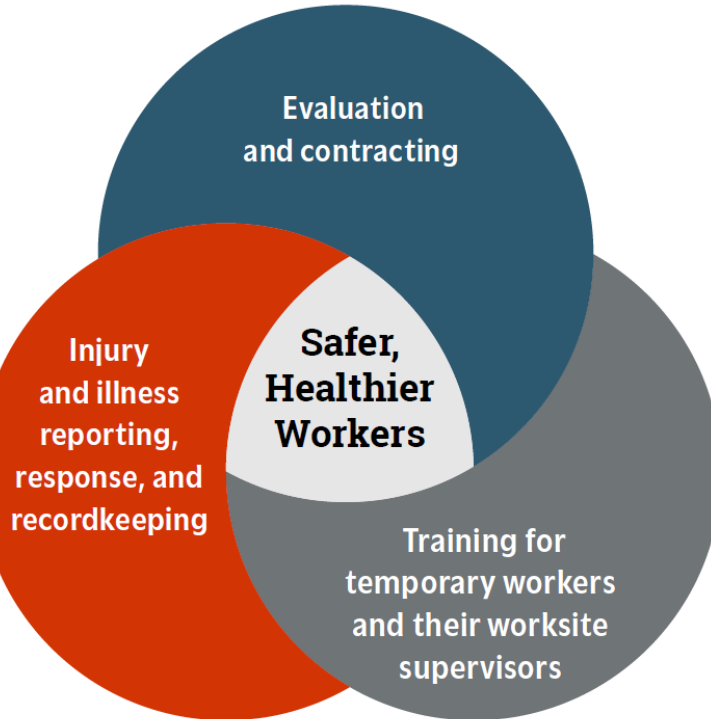 Evaluation
and contracting
Safer,
Healthier
Workers
Injury
and illness
reporting,
response, and
recordkeeping
Training for
temporary workers
and their worksite
supervisors